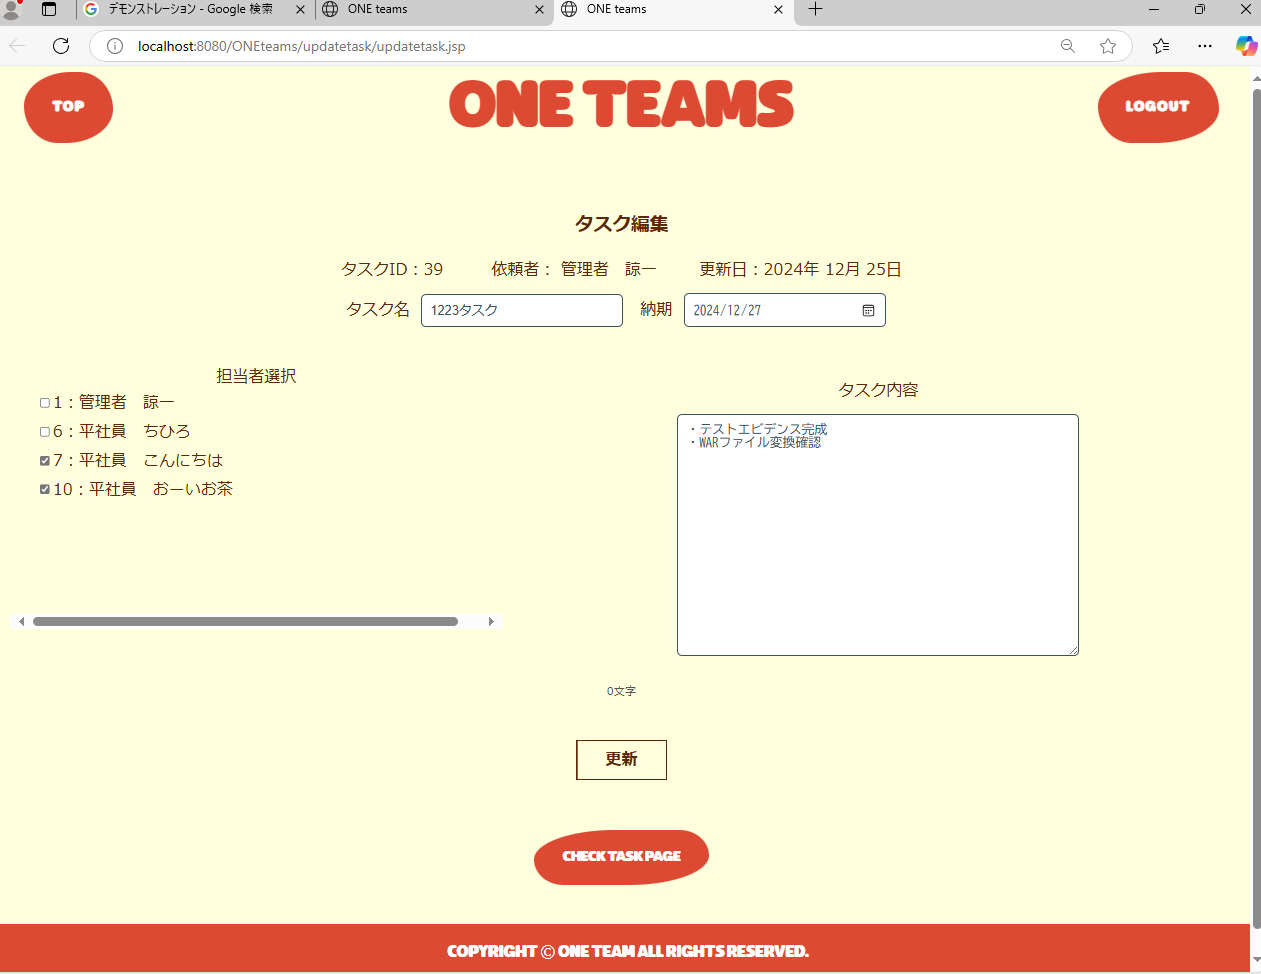 デモンストレーション - Google 検索
ONE teams
ONE teams
localhost:8080/ONEteams/updatetask/updatetask.jsp
TOP
ONE TEAMS
LOGOUT
タスク編集
タスクID：39 依頼者： 管理者　諒一 更新日：2024年 12月 25日
タスク名 1223タスク 納期 2024/12/27
担当者選択
1：管理者　諒一
6：平社員　ちひろ
7：平社員　こんにちは
10：平社員　おーいお茶
タスク内容
・テストエビデンス完成
・WARファイル変換確認
0文字
更新
CHECK TASK PAGE
COPYRIGHT © ONE TEAM ALL RIGHTS RESERVED.